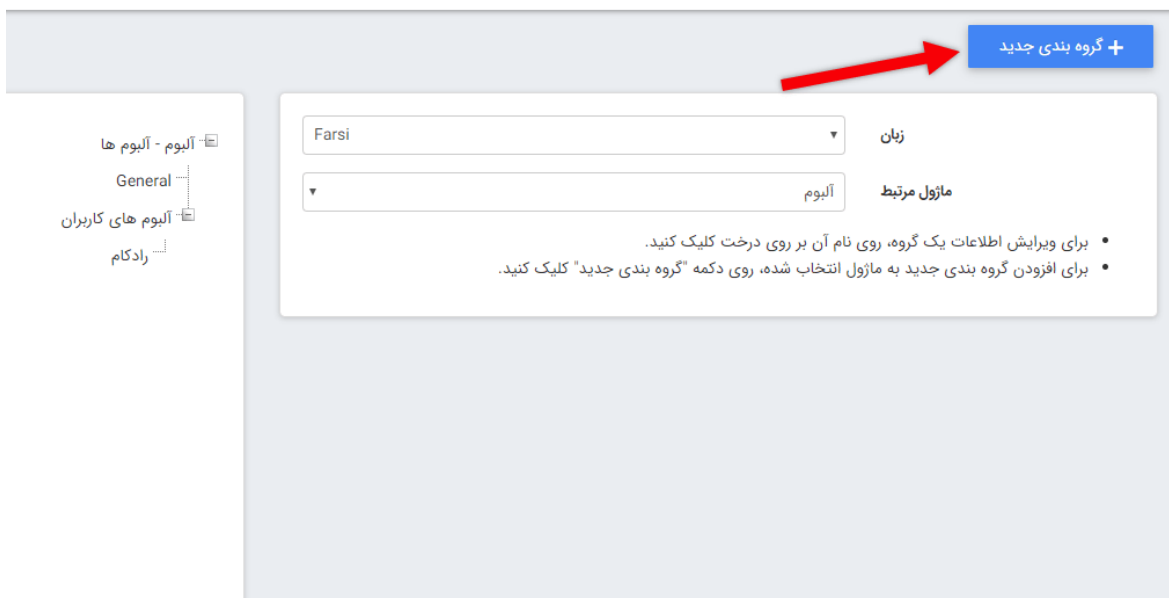 + گروه بندی جدید
زبان
Farsi
ماژول مرتبط
آلبوم
برای ویرایش اطلاعات یک گروه، روی نام آن بر روی درخت کلیک کنید.
برای افزودن گروه بندی جدید به ماژول انتخاب شده، روی دکمه "گروه بندی جدید" کلیک کنید.
آلبوم - آلبوم ها
General
آلبوم های کاربران
رادکام